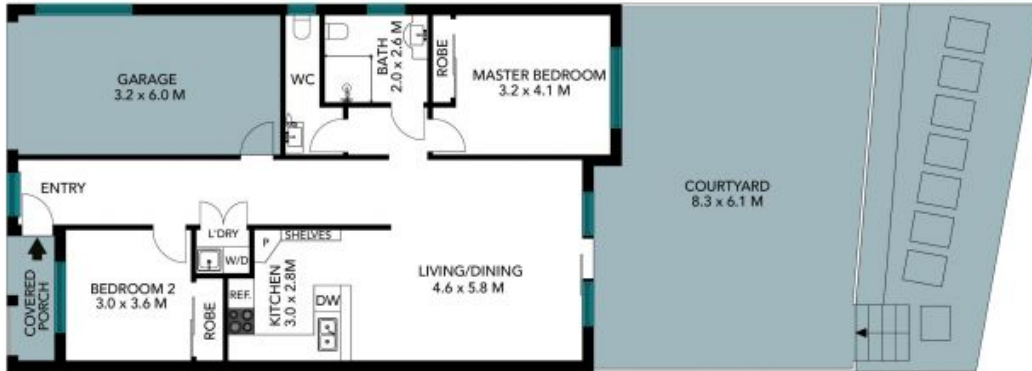 GARAGE
3.2 x 6.0 M
WC
BATH
2.0 x 2.6 M
ROBE
MASTER BEDROOM
3.2 x 4.1 M
ENTRY
COURTYARD
8.3 x 6.1 M
L'DRY
W/D
P
SHELVES
COVERED
PORCH
BEDROOM 2
3.0 x 3.6 M
ROBE
REF.
KITCHEN
3.0 x 2.8M
DW
LIVING/DINING
4.6 x 5.8 M